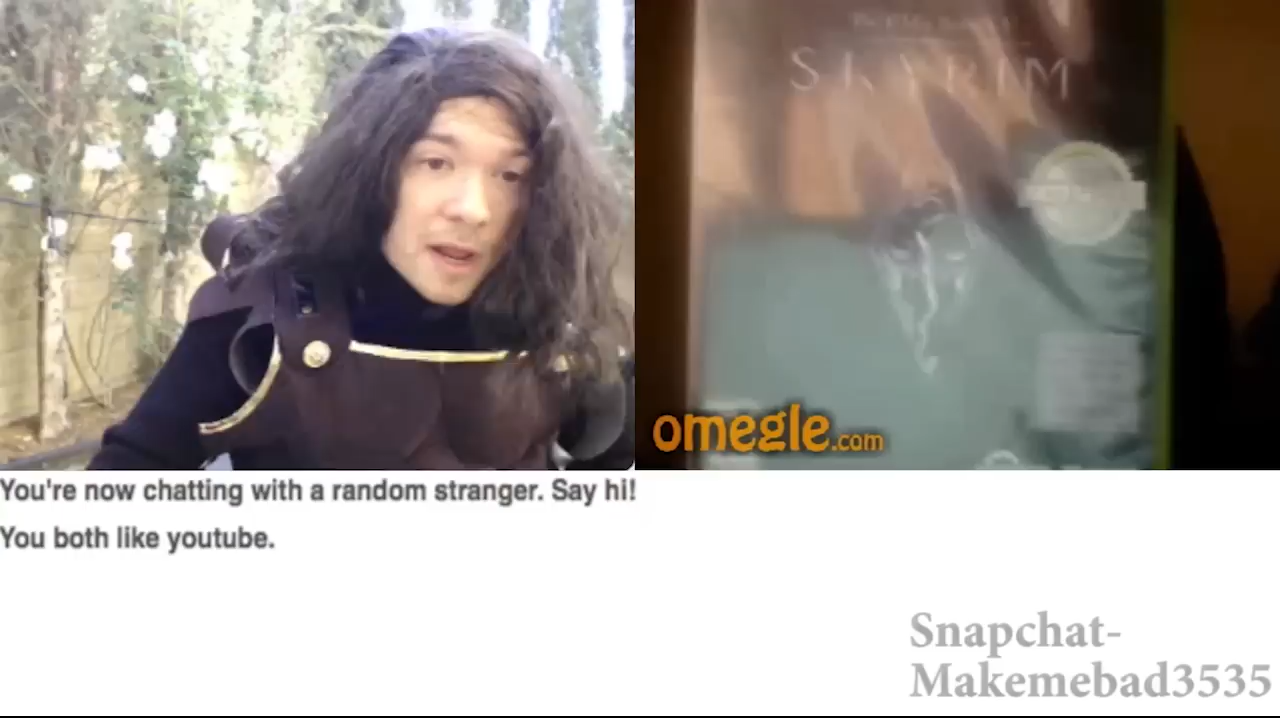 SKYRIM
omegle.com
You're now chatting with a random stranger. Say hi!
You both like youtube.
Snapchat-
Makemebad3535